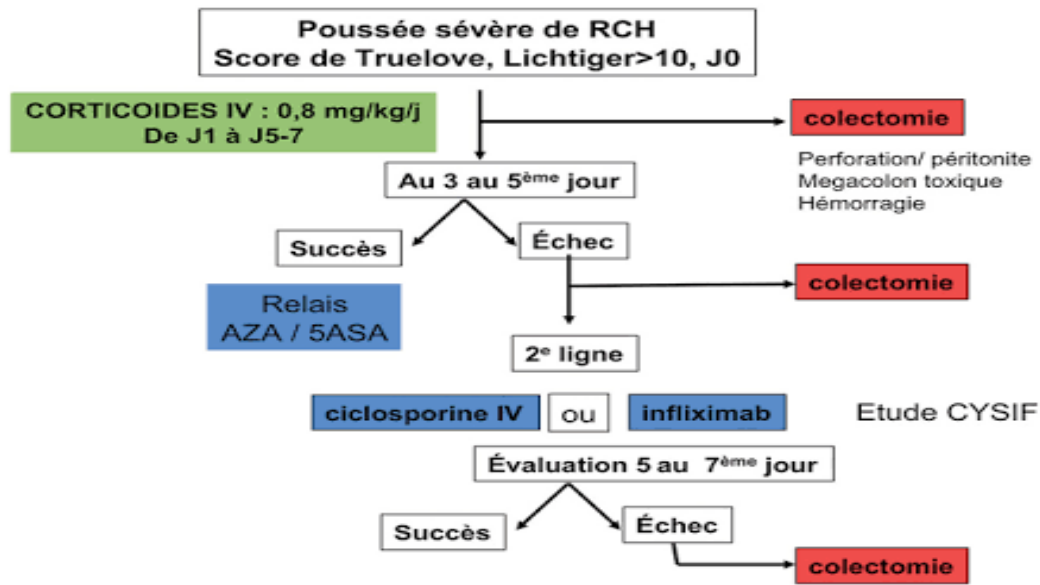 Poussée sévère de RCH
Score de Truelove, Lichtiger>10, J0
CORTICOIDES IV : 0,8 mg/kg/j
De J1 à J5-7
colectomie
Perforation/ péritonite
Megacolon toxique
Hémorragie
Au 3 au 5ème jour
Succès
Échec
colectomie
Relais
AZA / 5ASA
2e ligne
ciclosporine IV
ou
infliximab
Etude CYSIF
Évaluation 5 au 7ème jour
Succès
Échec
colectomie